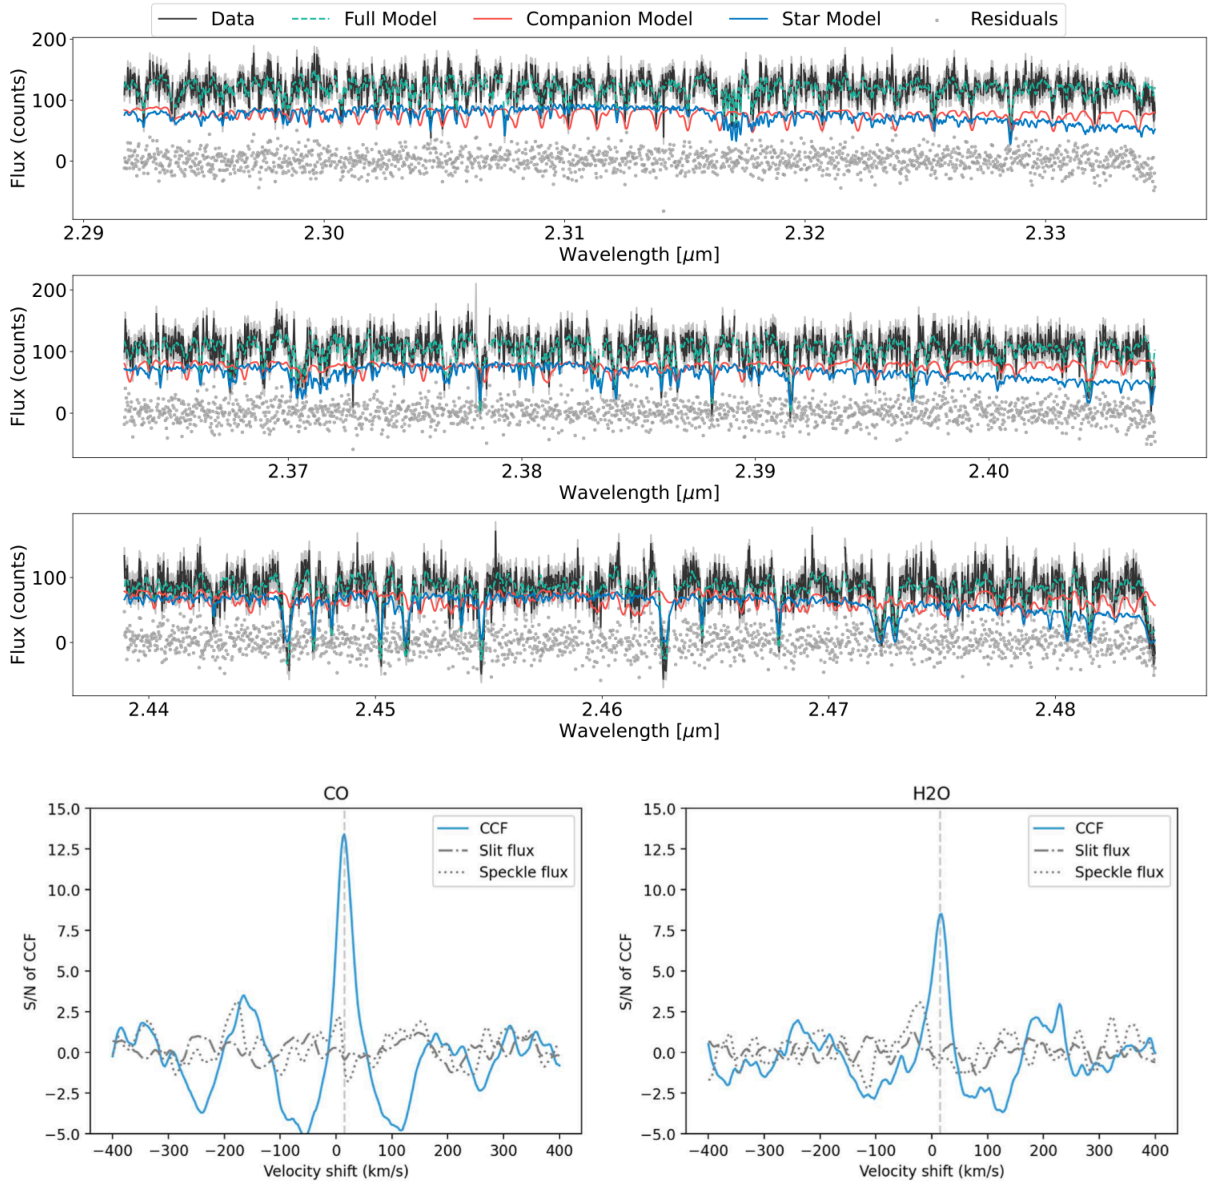 Data Full Model Companion Model Star Model Residuals
200
100
0
Flux (counts)
2.29 2.30 2.31 2.32 2.33
Wavelength [μm]
200
100
0
Flux (counts)
2.37 2.38 2.39 2.40
Wavelength [μm]
100
0
Flux (counts)
2.44 2.45 2.46 2.47 2.48
Wavelength [μm]
CO
15.0
12.5
10.0
7.5
5.0
2.5
0.0
−2.5
−5.0
S/N of CCF
CCF
Slit flux
Speckle flux
−400 −300 −200 −100 0 100 200 300 400
Velocity shift (km/s)
H2O
15.0
12.5
10.0
7.5
5.0
2.5
0.0
−2.5
−5.0
S/N of CCF
CCF
Slit flux
Speckle flux
−400 −300 −200 −100 0 100 200 300 400
Velocity shift (km/s)